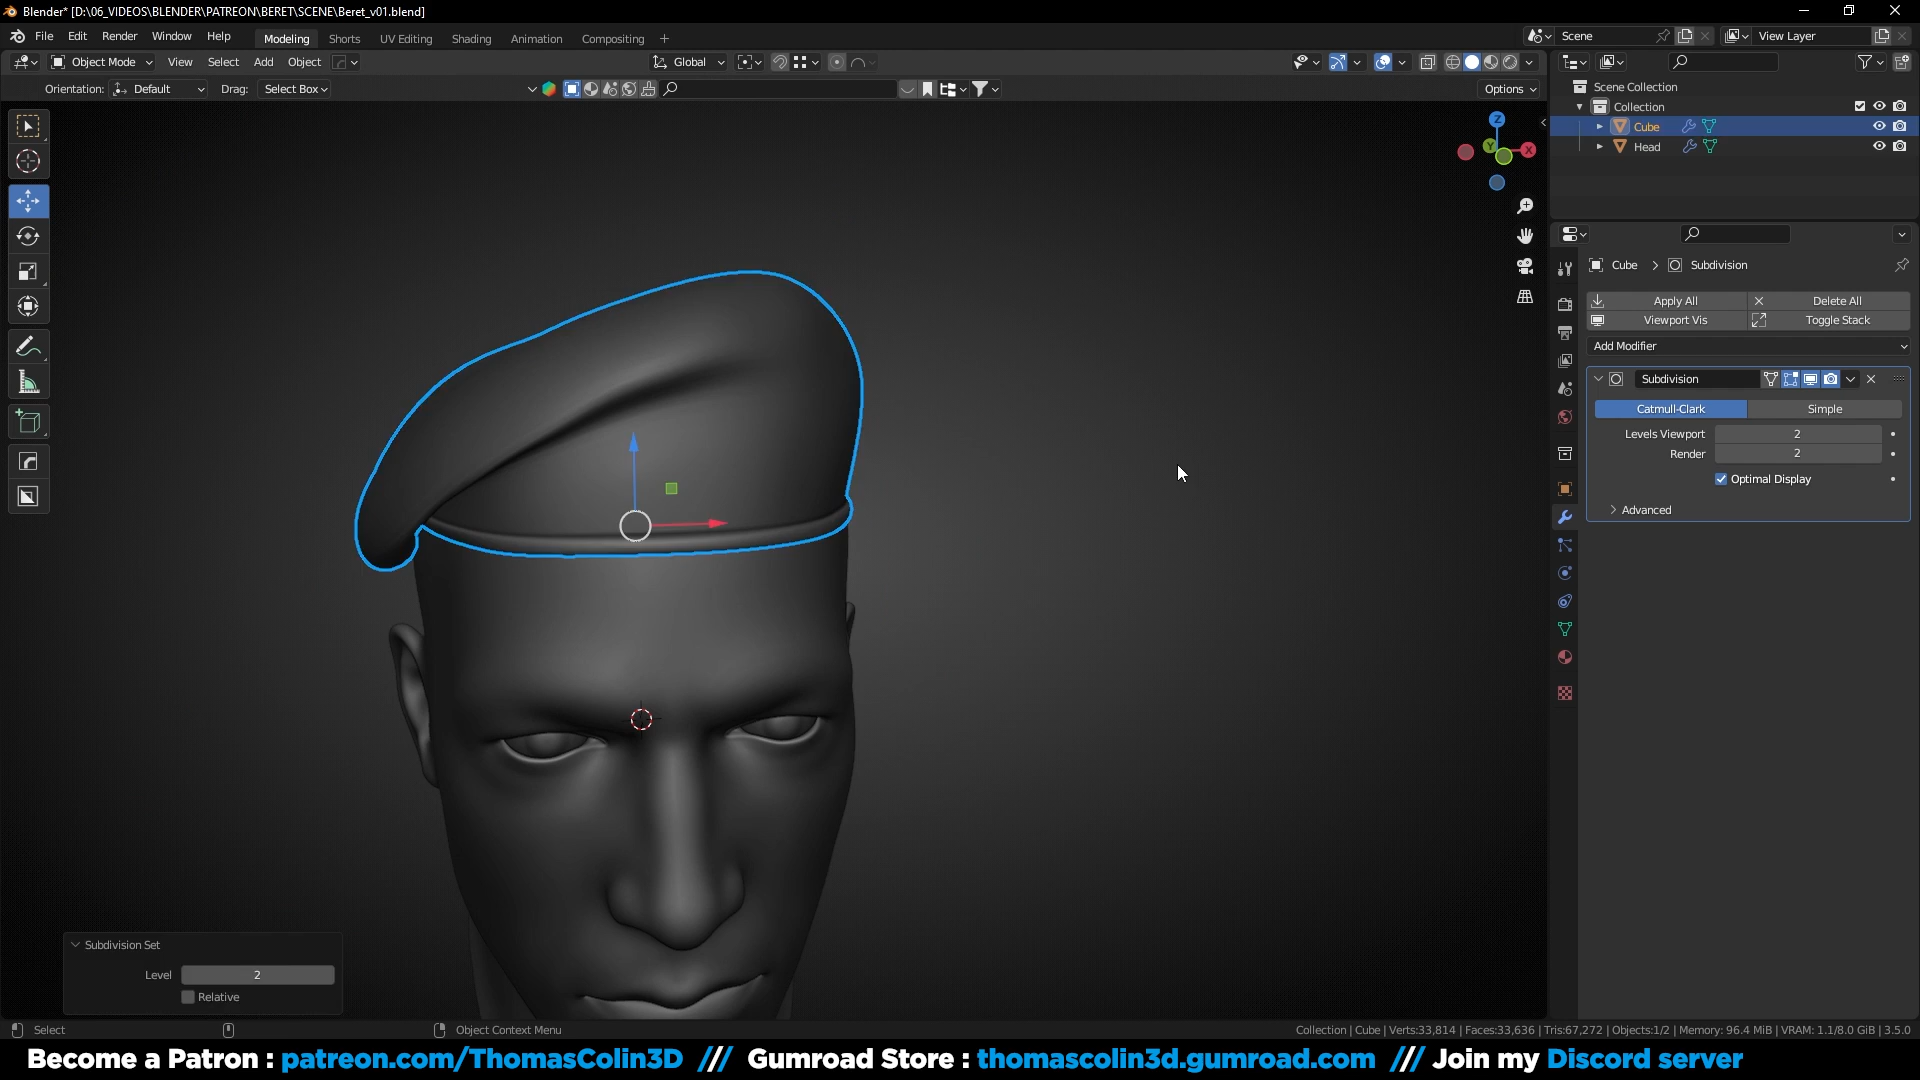 Blender* [D:\06_VIDEOS\BLENDER\PATREON\BERET\SCENE\Beret_v01.blend]
File Edit Render Window Help Modeling Shorts UV Editing Shading Animation Compositing + Scene View Layer
Object Mode View Select Add Object Global
Orientation: Default Drag: Select Box Options
Scene Collection
Collection
Cube
Head
Z
Y
X
Cube > Subdivision
Apply All Delete All
Viewport Vis Toggle Stack
Add Modifier
Subdivision
Catmull-Clark Simple
Levels Viewport 2
Render 2
Optimal Display
Advanced
Subdivision Set
Level 2
Relative
Select Object Context Menu Collection | Cube | Verts:33,814 | Faces:33,636 | Tris:67,272 | Objects:1/2 | Memory: 96.4 MiB | VRAM: 1.1/8.0 GiB | 3.5.0
Become a Patron : patreon.com/ThomasColin3D /// Gumroad Store : thomascolin3d.gumroad.com /// Join my Discord server